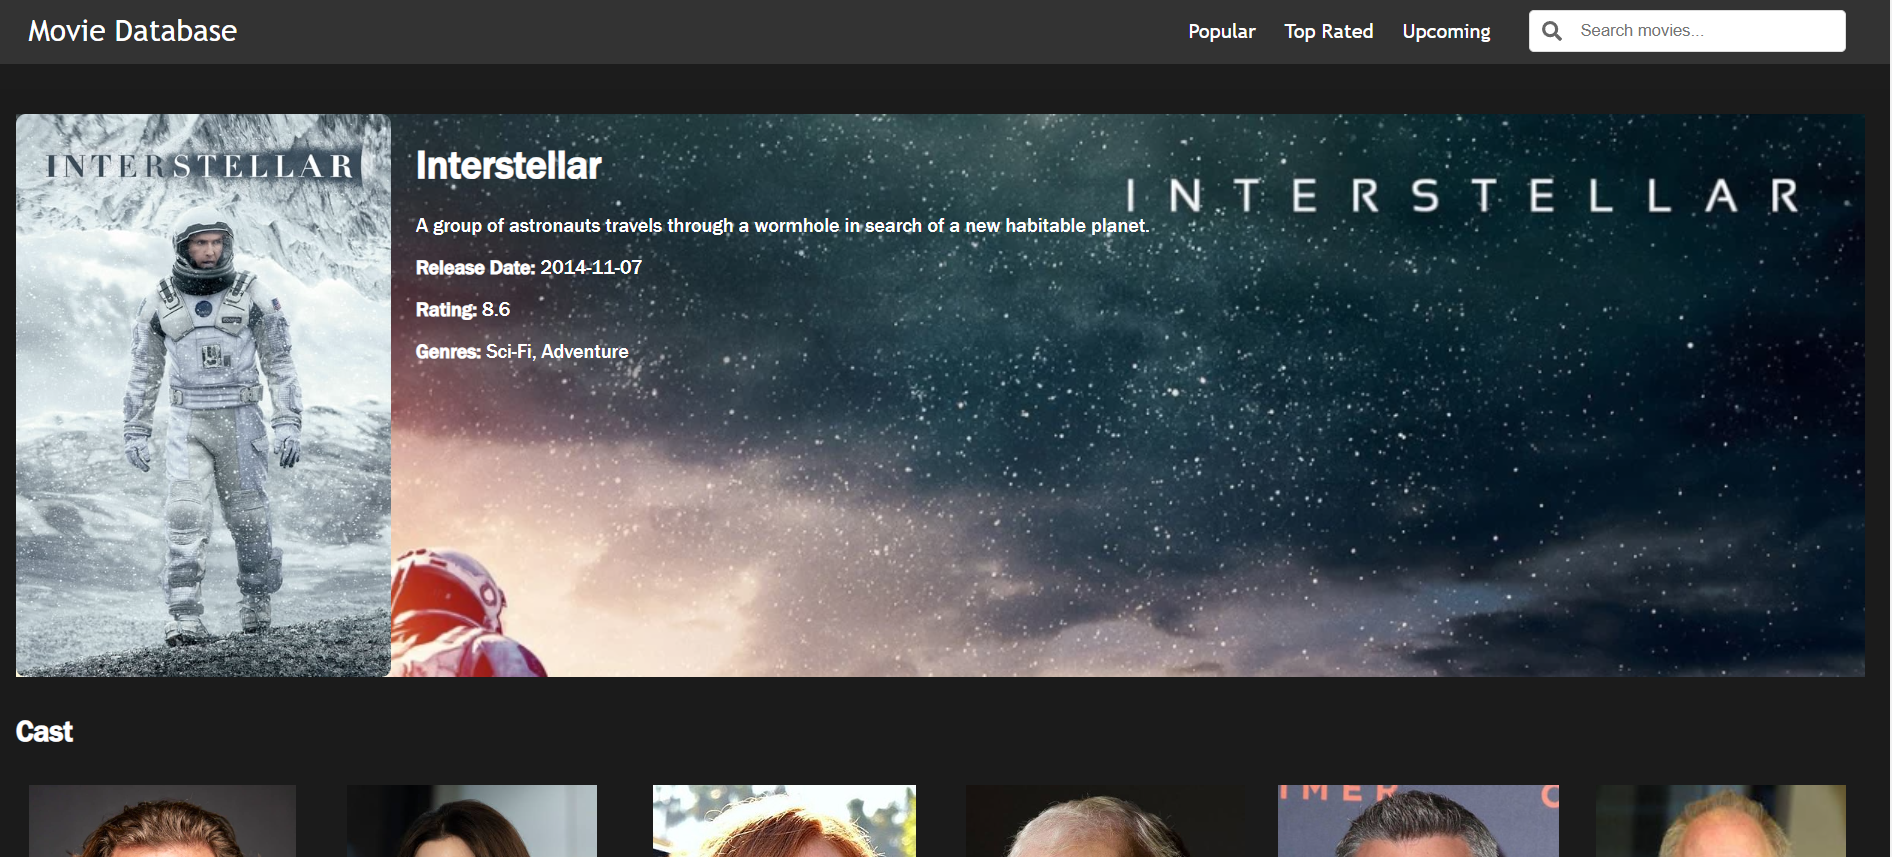 Movie Database
Popular
Top Rated
Upcoming
Search movies...
INTERSTELLAR
Interstellar
INTERSTELLAR
A group of astronauts travels through a wormhole in search of a new habitable planet.
Release Date: 2014-11-07
Rating: 8.6
Genres: Sci-Fi, Adventure
Cast